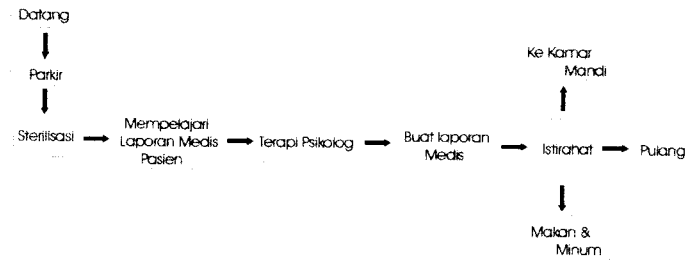 Datang
Parkir
Sterilisasi
Mempelajari
Laporan Medis
Pasien
Terapi Psikolog
Buat laporan
Medis
Istirahat
Ke Kamar
Mandi
Pulang
Makan &
Minum